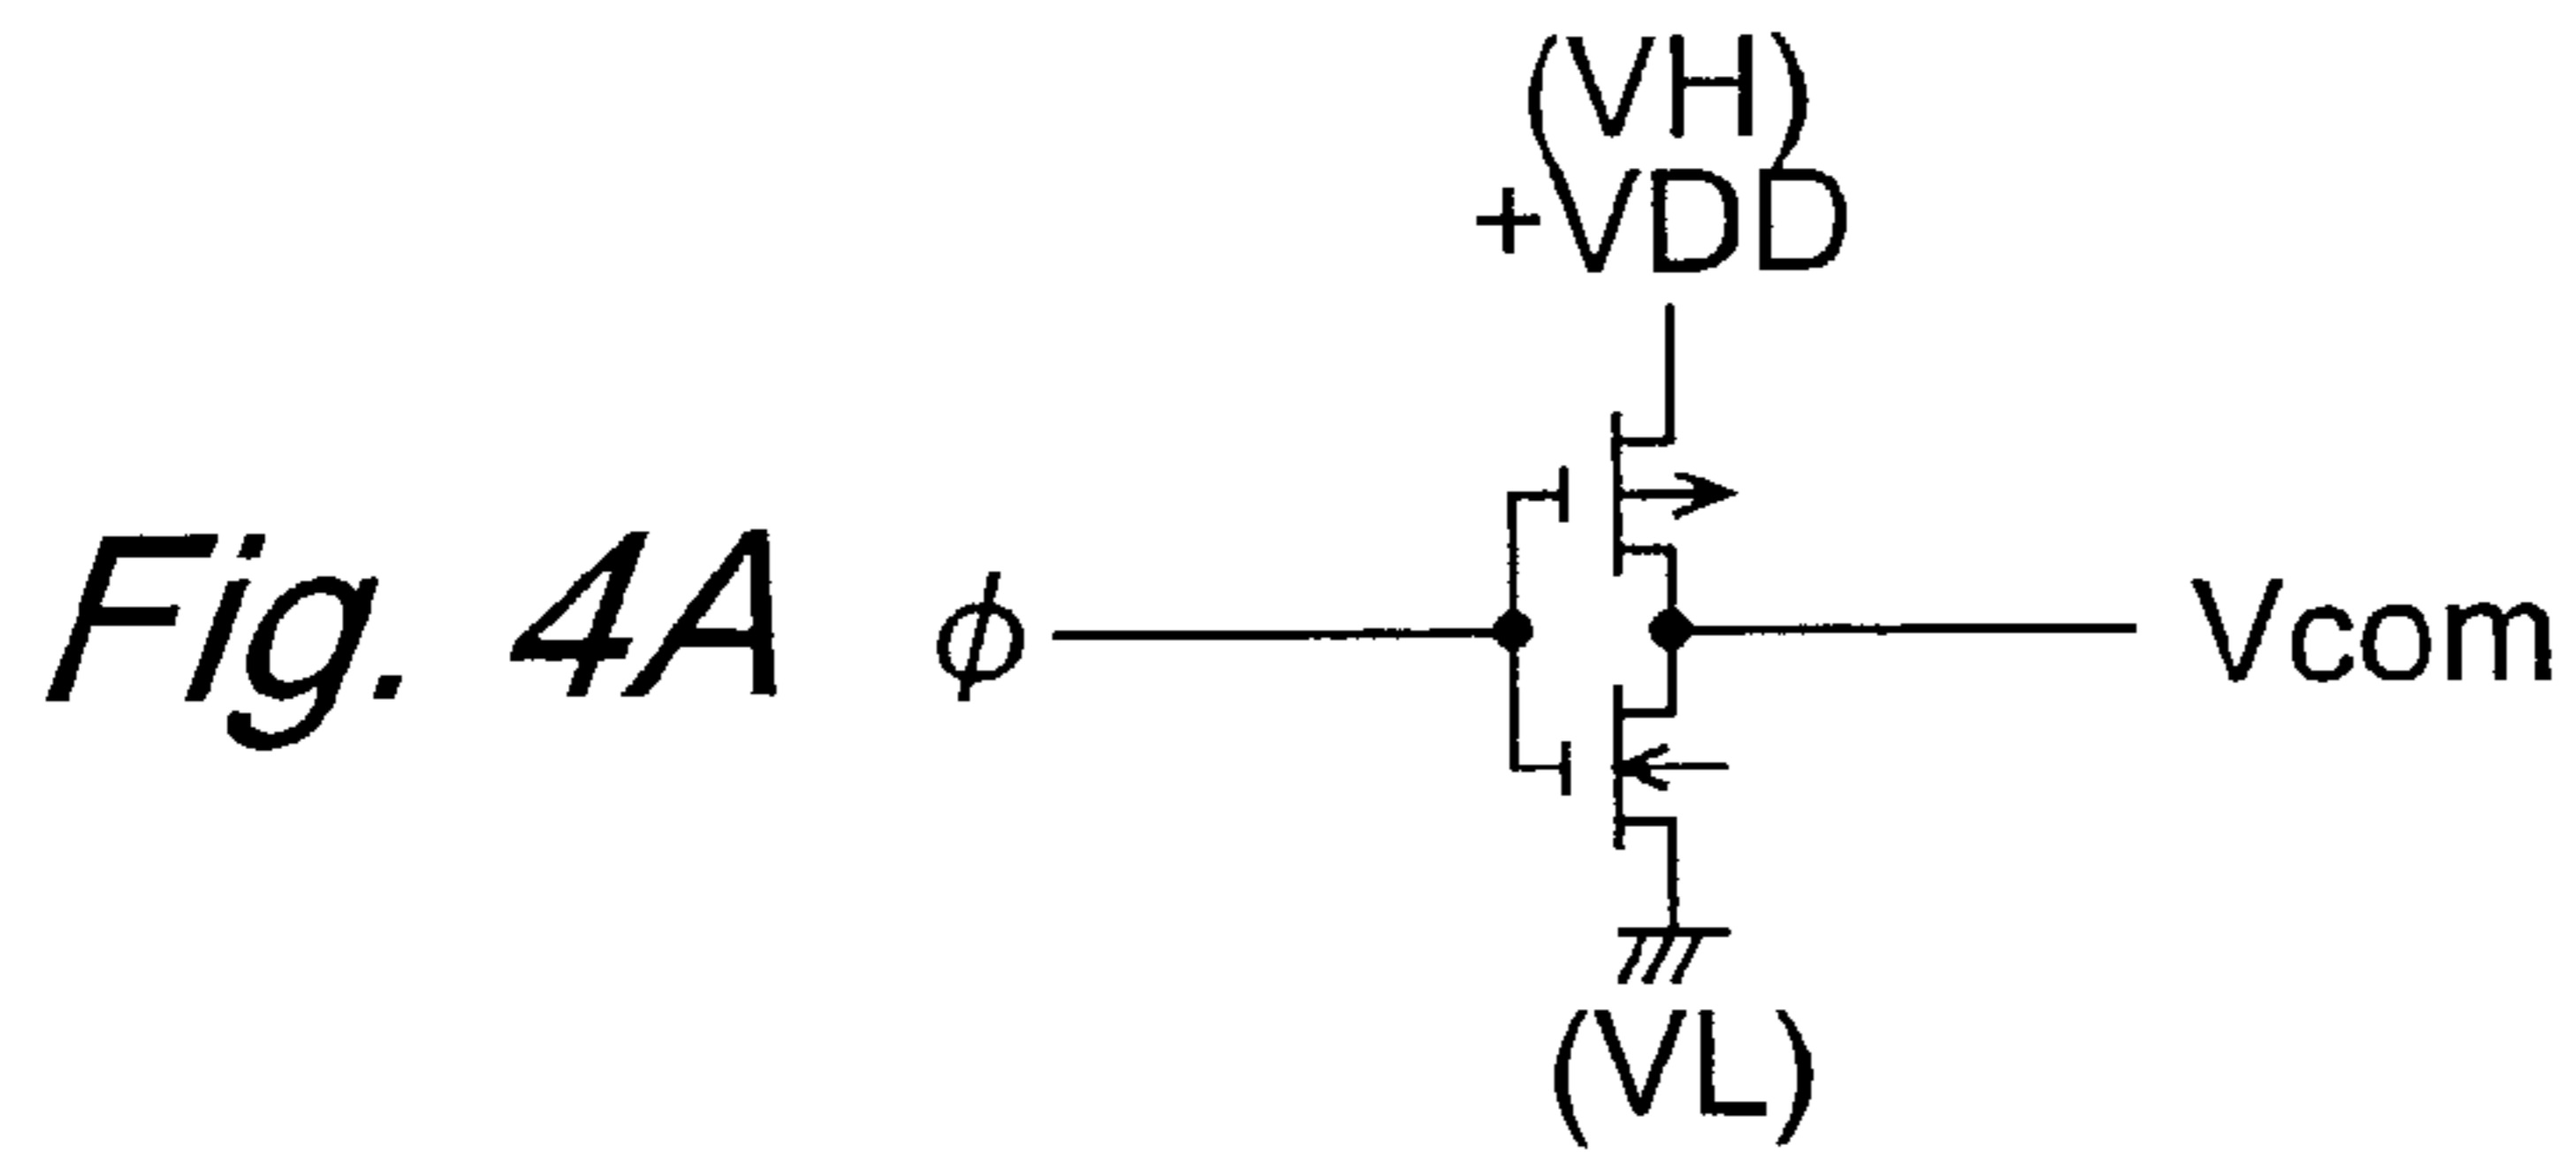 (VH)
+VDD
Fig. 4A
ϕ
Vcom
(VL)